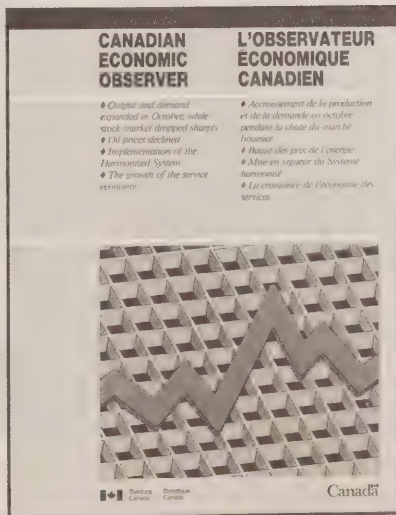 CANADIAN
ECONOMIC
OBSERVER
♦ Output and demand
expanded in October, while
stock market dropped sharply
♦ Oil prices declined
♦ Implementation of the
Harmonized System
♦ The growth of the service
economy
L'OBSERVATEUR
ÉCONOMIQUE
CANADIEN
♦ Accroissement de la production
et de la demande en octobre
pendant la chute du marché
boursier
♦ Baisse des prix de l'energie
♦ Mise en vigueur du Système
harmonisé
♦ La croissance de l'économie des
services
Statistics
Canada
Statistique
Canada
Canada